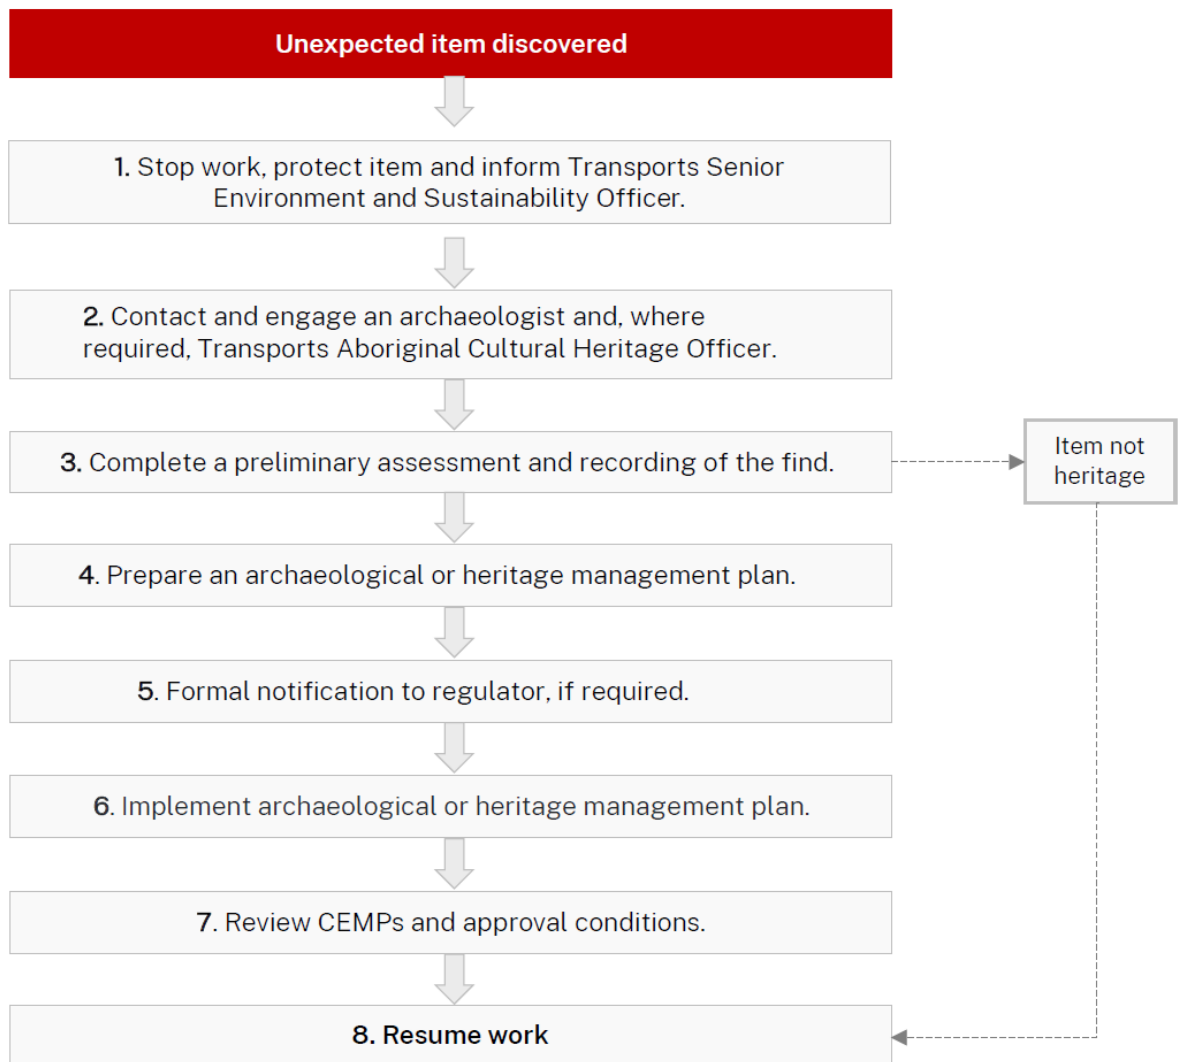 Unexpected item discovered
1. Stop work, protect item and inform Transports Senior
Environment and Sustainability Officer.
2. Contact and engage an archaeologist and, where
required, Transports Aboriginal Cultural Heritage Officer.
3. Complete a preliminary assessment and recording of the find.
Item not
heritage
4. Prepare an archaeological or heritage management plan.
5. Formal notification to regulator, if required.
6. Implement archaeological or heritage management plan.
7. Review CEMPs and approval conditions.
8. Resume work